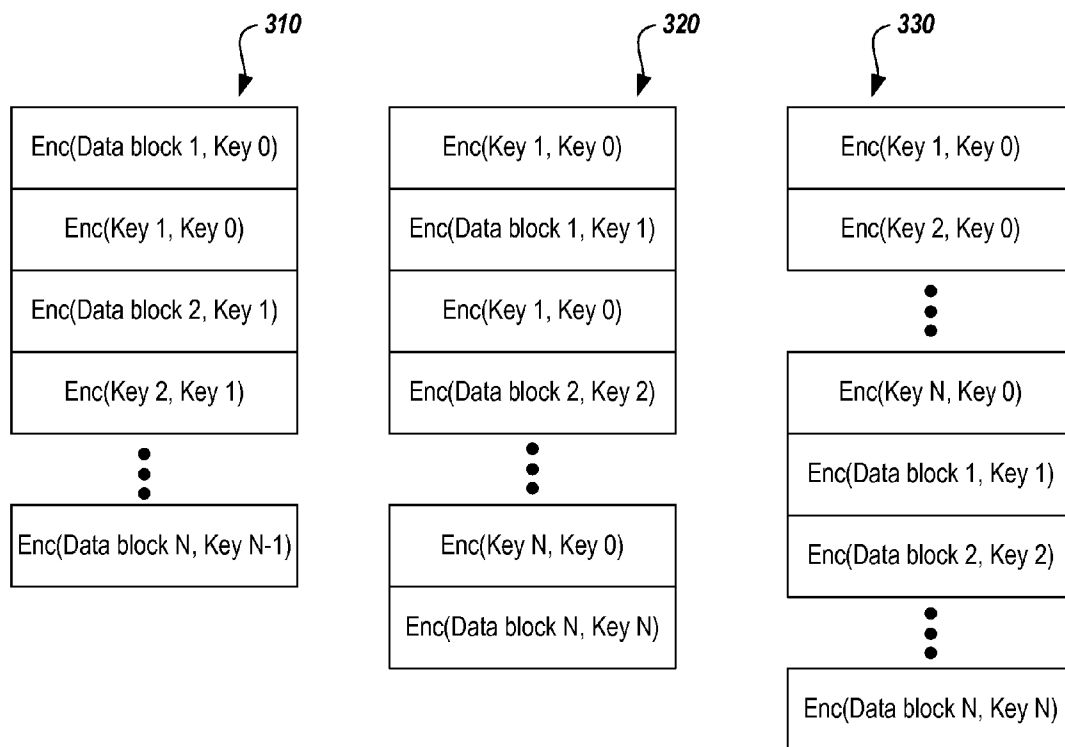 310
Enc(Data block 1, Key 0)
Enc(Key 1, Key 0)
Enc(Data block 2, Key 1)
Enc(Key 2, Key 1)
Enc(Data block N, Key N-1)
320
Enc(Key 1, Key 0)
Enc(Data block 1, Key 1)
Enc(Key 1, Key 0)
Enc(Data block 2, Key 2)
Enc(Key N, Key 0)
Enc(Data block N, Key N)
330
Enc(Key 1, Key 0)
Enc(Key 2, Key 0)
Enc(Key N, Key 0)
Enc(Data block 1, Key 1)
Enc(Data block 2, Key 2)
Enc(Data block N, Key N)